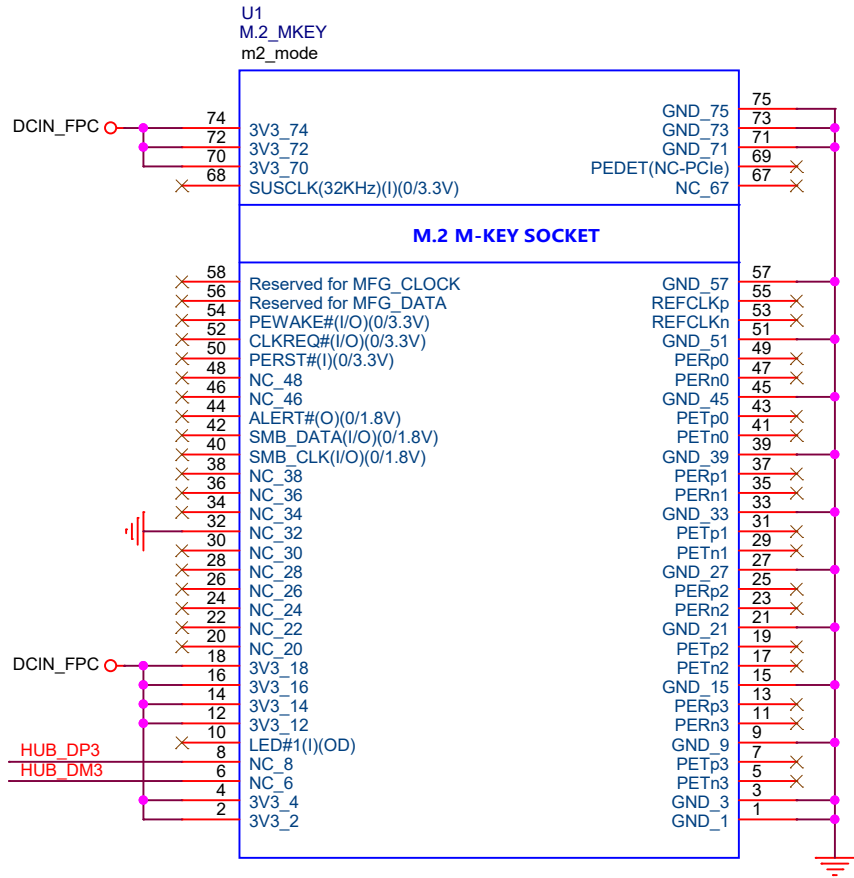 U1
M.2_MKEY
m2_mode
DCIN_FPC
74 3V3_74
72 3V3_72
70 3V3_70
68 SUSCLK(32KHz)(I)(0/3.3V)
GND_75 75
GND_73 73
GND_71 71
PEDET(NC-PCIe) 69
NC_67 67
M.2 M-KEY SOCKET
58 Reserved for MFG_CLOCK
56 Reserved for MFG_DATA
54 PEWAKE#(I/O)(0/3.3V)
52 CLKREQ#(I/O)(0/3.3V)
50 PERST#(I)(0/3.3V)
48 NC_48
46 NC_46
44 ALERT#(O)(0/1.8V)
42 SMB_DATA(I/O)(0/1.8V)
40 SMB_CLK(I/O)(0/1.8V)
38 NC_38
36 NC_36
34 NC_34
32 NC_32
30 NC_30
28 NC_28
26 NC_26
24 NC_24
22 NC_22
20 NC_20
DCIN_FPC
18 3V3_18
16 3V3_16
14 3V3_14
12 3V3_12
10 LED#1(I)(OD)
HUB_DP3 8 NC_8
HUB_DM3 6 NC_6
4 3V3_4
2 3V3_2
GND_57 57
REFCLKp 55
REFCLKn 53
GND_51 51
PERp0 49
PERn0 47
GND_45 45
PETp0 43
PETn0 41
GND_39 39
PERp1 37
PERn1 35
GND_33 33
PETp1 31
PETn1 29
GND_27 27
PERp2 25
PERn2 23
GND_21 21
PETp2 19
PETn2 17
GND_15 15
PERp3 13
PERn3 11
GND_9 9
PETp3 7
PETn3 5
GND_3 3
GND_1 1